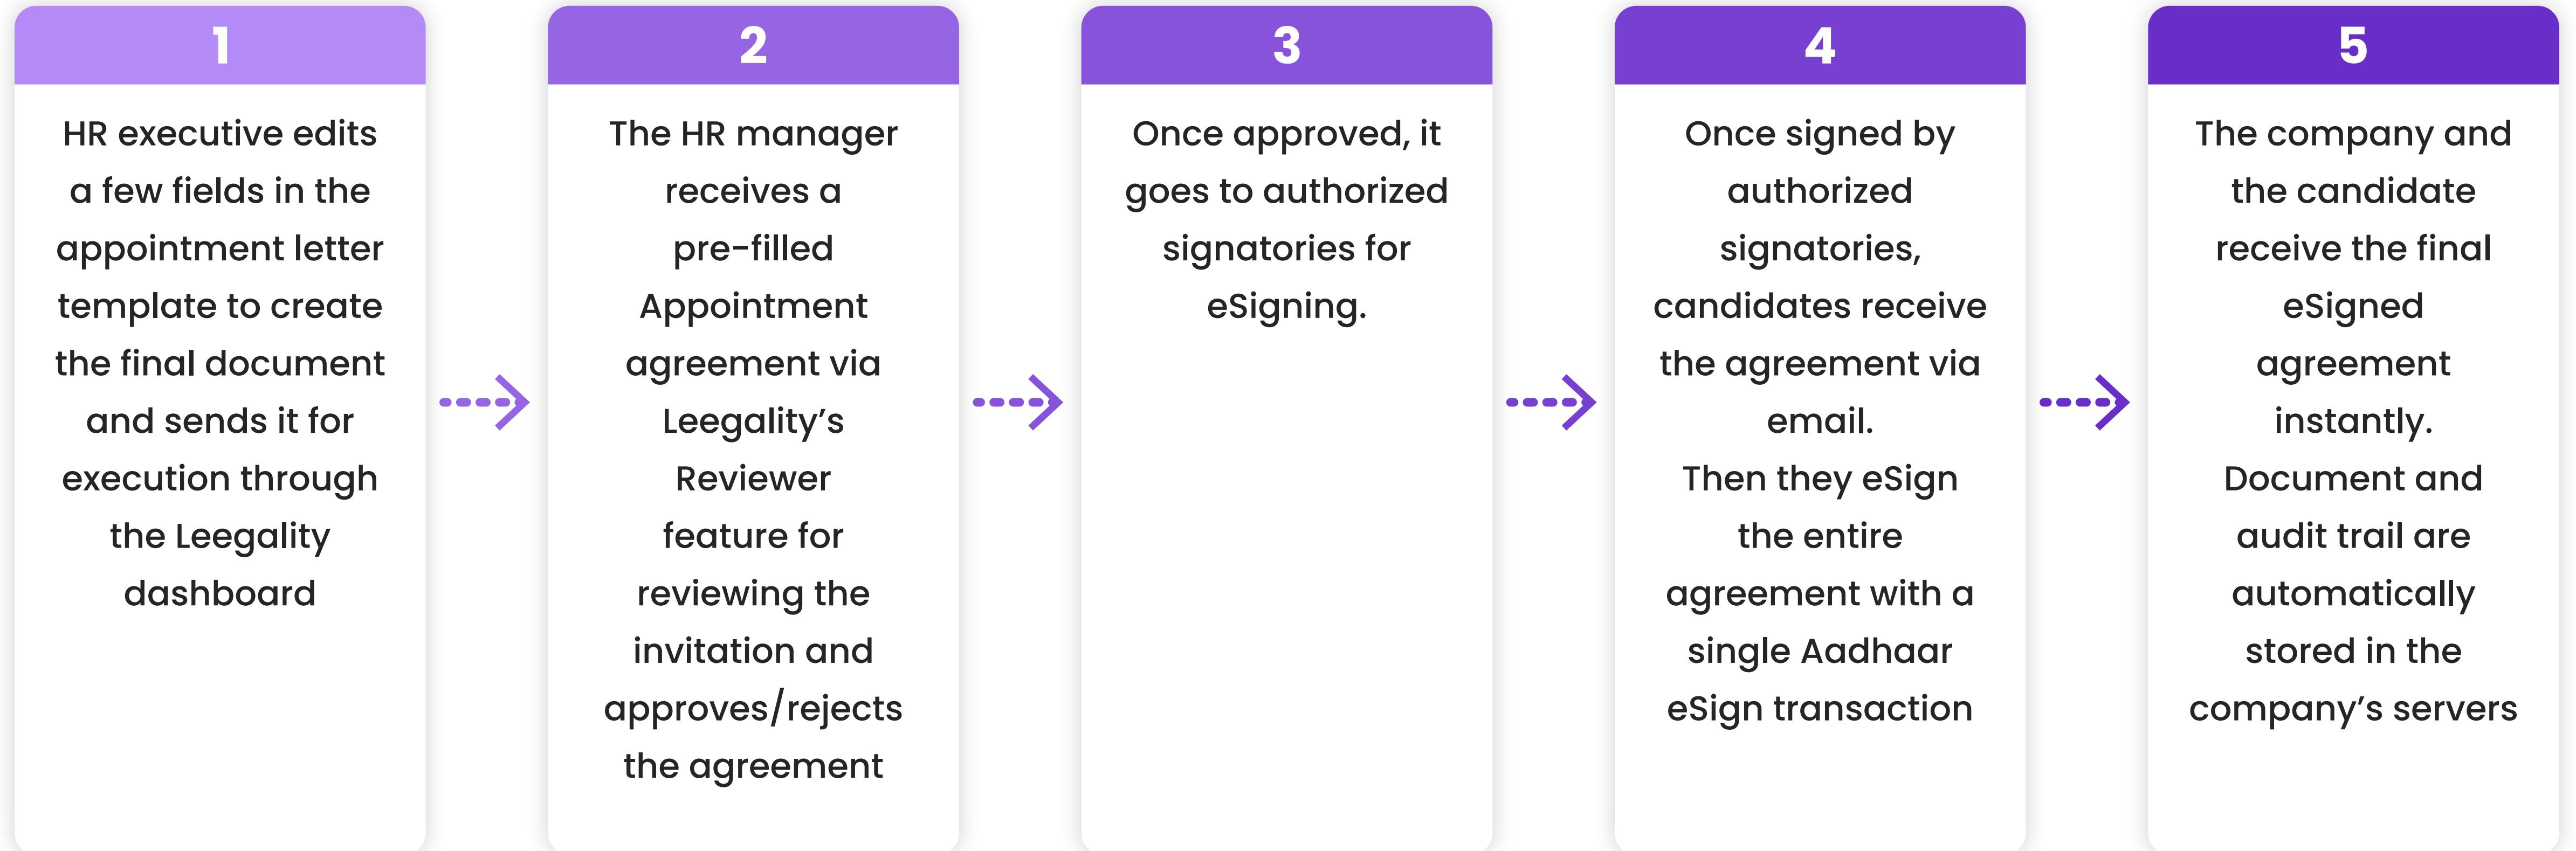 1
HR executive edits
a few fields in the
appointment letter
template to create
the final document
and sends it for
execution through
the Leegality
dashboard
2
The HR manager
receives a
pre-filled
Appointment
agreement via
Leegality’s
Reviewer
feature for
reviewing the
invitation and
approves/rejects
the agreement
3
Once approved, it
goes to authorized
signatories for
eSigning.
4
Once signed by
authorized
signatories,
candidates receive
the agreement via
email.
Then they eSign
the entire
agreement with a
single Aadhaar
eSign transaction
5
The company and
the candidate
receive the final
eSigned
agreement
instantly.
Document and
audit trail are
automatically
stored in the
company’s servers